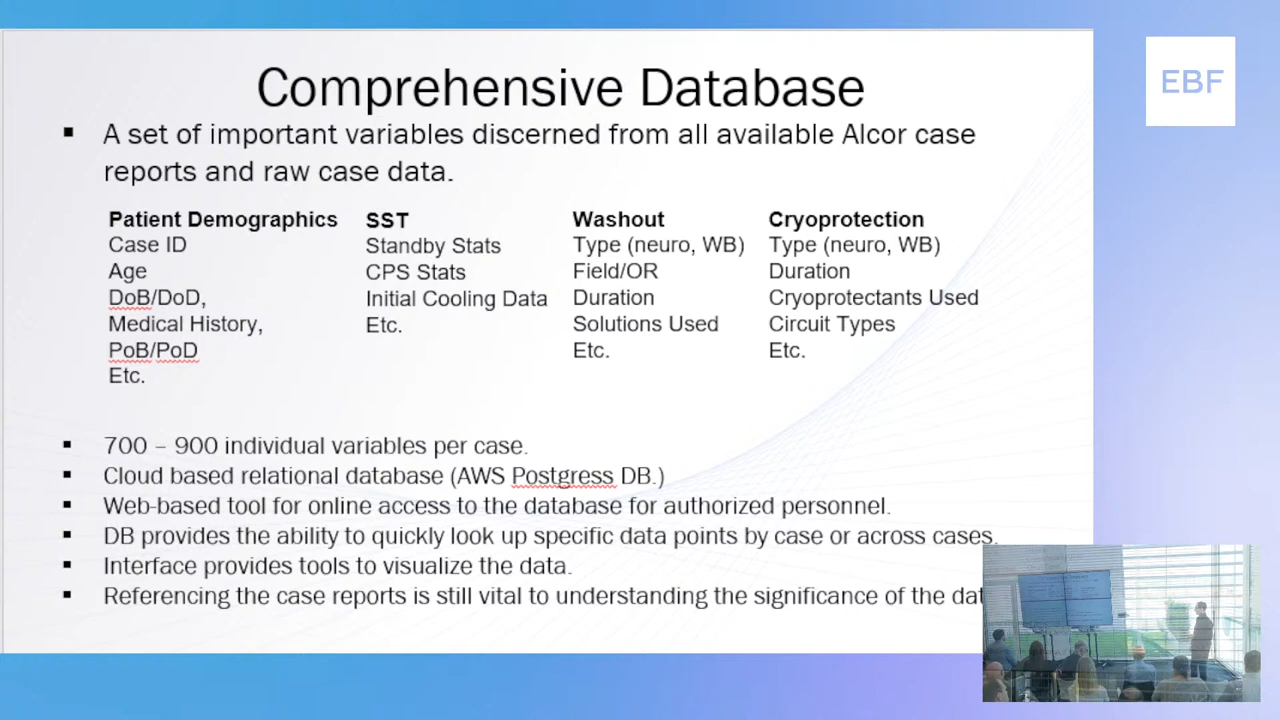 Comprehensive Database
EBF
▪ A set of important variables discerned from all available Alcor case
reports and raw case data.
Patient Demographics
Case ID
Age
DoB/DoD,
Medical History,
PoB/PoD
Etc.
SST
Standby Stats
CPS Stats
Initial Cooling Data
Etc.
Washout
Type (neuro, WB)
Field/OR
Duration
Solutions Used
Etc.
Cryoprotection
Type (neuro, WB)
Duration
Cryoprotectants Used
Circuit Types
Etc.
▪ 700 – 900 individual variables per case.
▪ Cloud based relational database (AWS Postgress DB.)
▪ Web-based tool for online access to the database for authorized personnel.
▪ DB provides the ability to quickly look up specific data points by case or across cases.
▪ Interface provides tools to visualize the data.
▪ Referencing the case reports is still vital to understanding the significance of the dat